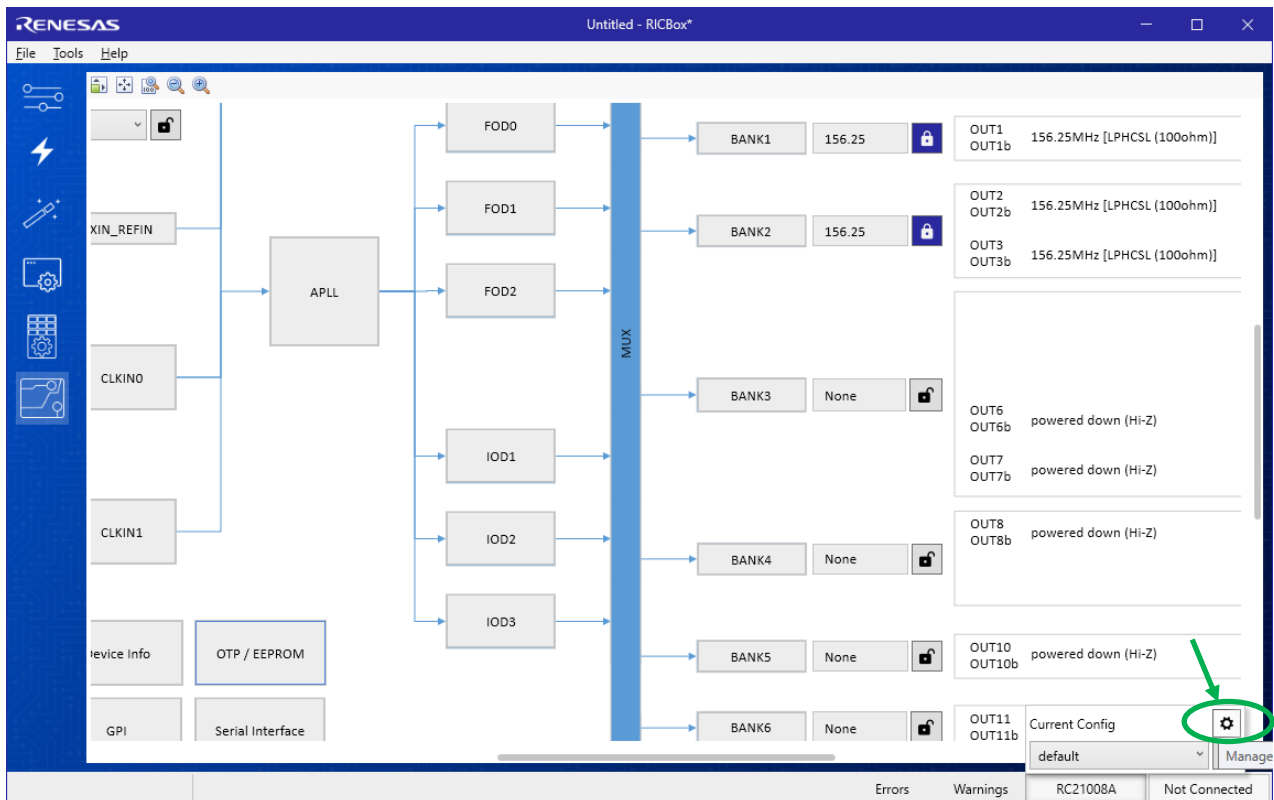 RENESAS
Untitled - RICBox*
File Tools Help
100
FOD0
BANK1
156.25
OUT1
OUT1b
156.25MHz [LPHCSL (100ohm)]
FOD1
XIN_REFIN
BANK2
156.25
OUT2
OUT2b
156.25MHz [LPHCSL (100ohm)]
OUT3
OUT3b
156.25MHz [LPHCSL (100ohm)]
APLL
FOD2
MUX
CLKIN0
BANK3
None
OUT6
OUT6b
powered down (Hi-Z)
IOD1
OUT7
OUT7b
powered down (Hi-Z)
CLKIN1
IOD2
BANK4
None
OUT8
OUT8b
powered down (Hi-Z)
IOD3
Device Info
OTP / EEPROM
BANK5
None
OUT10
OUT10b
powered down (Hi-Z)
GPI
Serial Interface
BANK6
None
OUT11
OUT11b
Current Config
default
Manage
Errors
Warnings
RC21008A
Not Connected